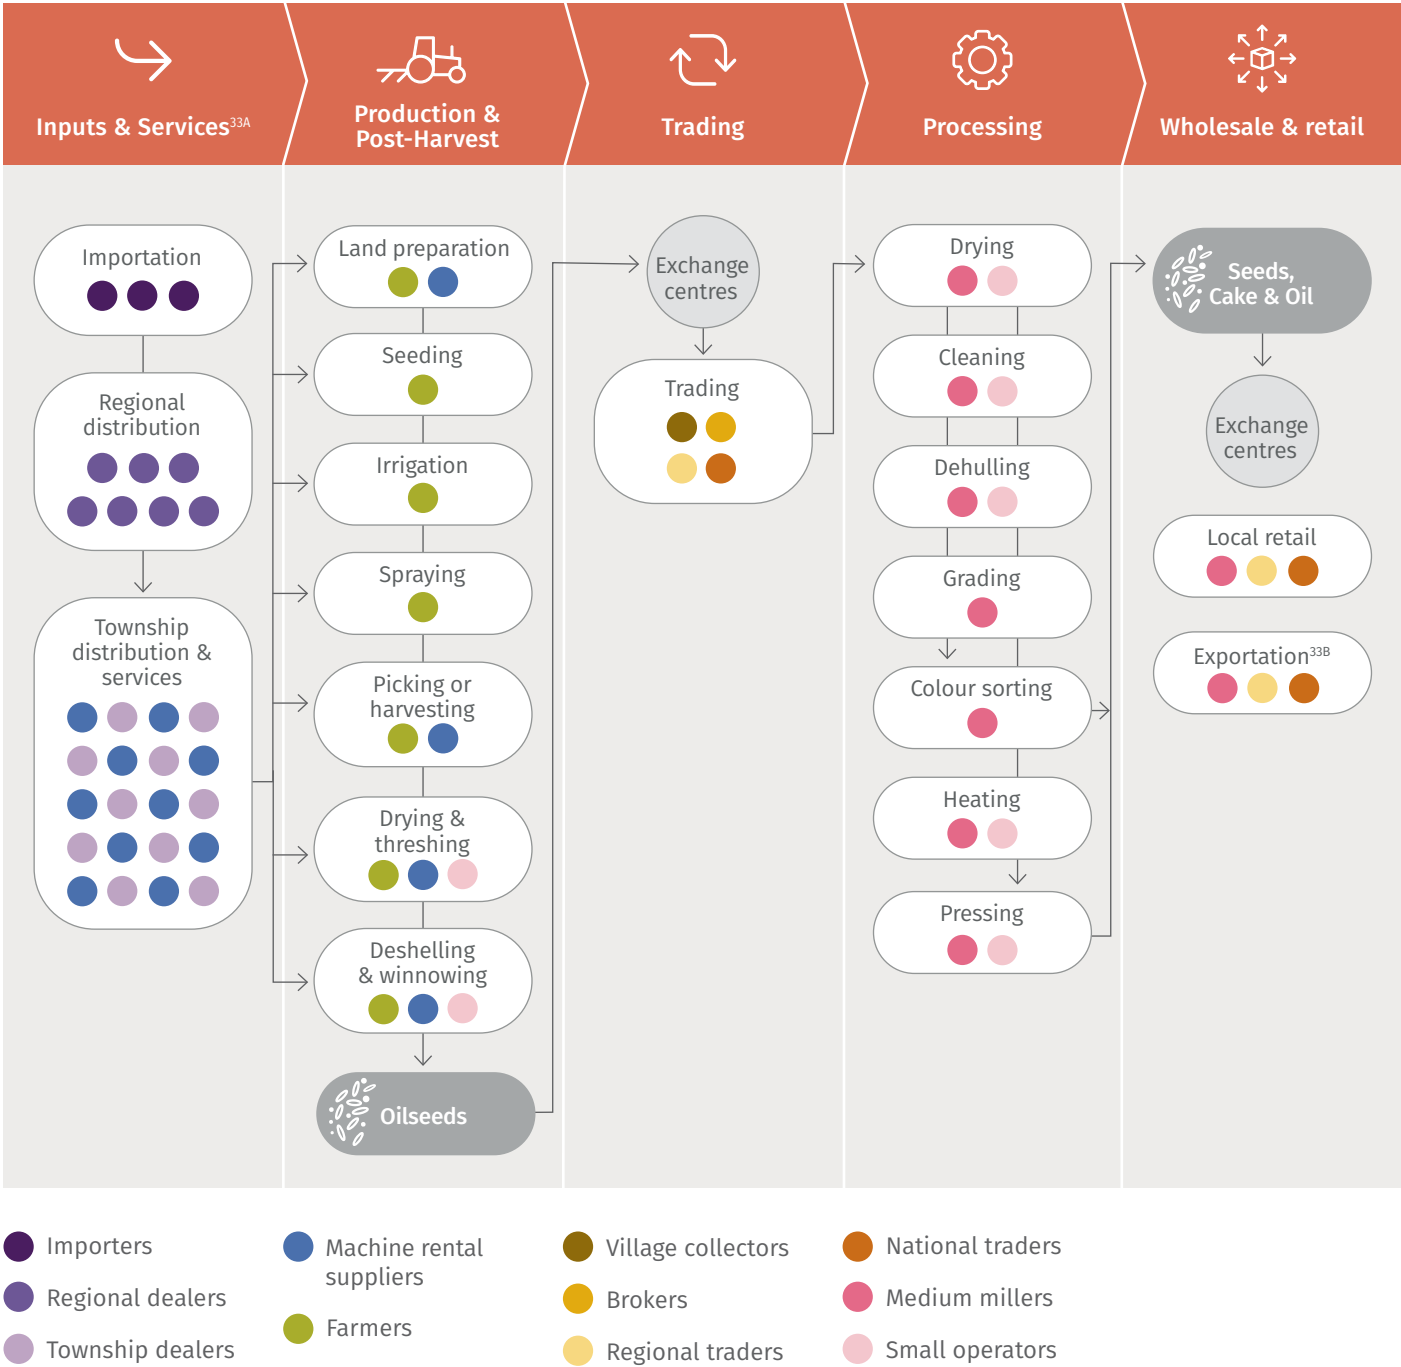 Inputs & Services33A
Production &
Post-Harvest
Trading
Processing
Wholesale & retail
Importation
Regional
distribution
Township
distribution &
services
Land preparation
Seeding
Irrigation
Spraying
Picking or
harvesting
Drying &
threshing
Deshelling
& winnowing
Oilseeds
Exchange
centres
Trading
Drying
Cleaning
Dehulling
Grading
Colour sorting
Heating
Pressing
Seeds,
Cake & Oil
Exchange
centres
Local retail
Exportation33B
Importers
Regional dealers
Township dealers
Machine rental
suppliers
Farmers
Village collectors
Brokers
Regional traders
National traders
Medium millers
Small operators